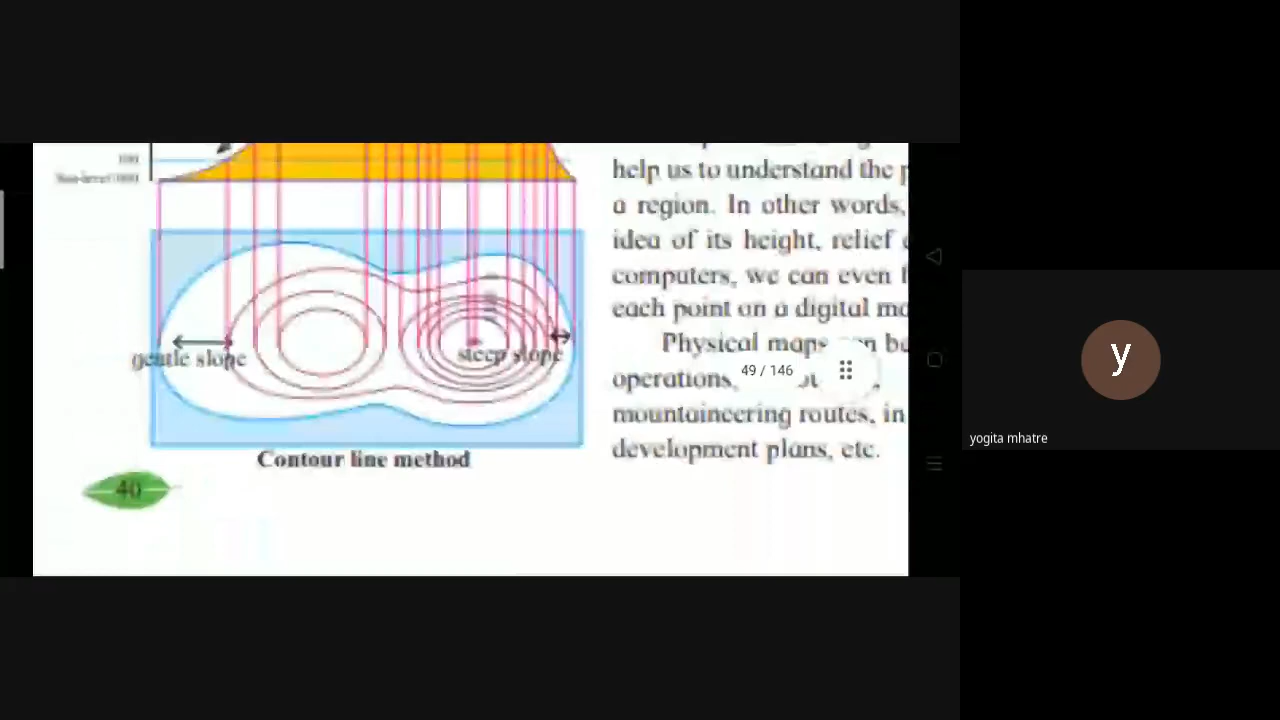 100
help us to understand the p
a region. In other words,
idea of its height, relief
computers, we can even
each point on a digital
Physical maps be
operations,
mountaineering routes, in
development plans, etc.
gentle slope
steep slope
Contour line method
40
49 / 146
y
yogita mhatre